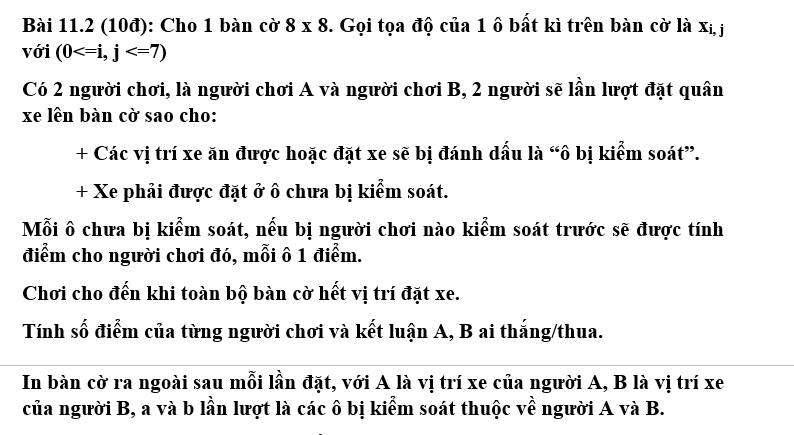 Bài 11.2 (10đ): Cho 1 bàn cờ 8 x 8. Gọi tọa độ của 1 ô bất kì trên bàn cờ là xi, j
với (0<=i, j <=7)
Có 2 người chơi, là người chơi A và người chơi B, 2 người sẽ lần lượt đặt quân
xe lên bàn cờ sao cho:
+ Các vị trí xe ăn được hoặc đặt xe sẽ bị đánh dấu là “ô bị kiểm soát”.
+ Xe phải được đặt ở ô chưa bị kiểm soát.
Mỗi ô chưa bị kiểm soát, nếu bị người chơi nào kiểm soát trước sẽ được tính
điểm cho người chơi đó, mỗi ô 1 điểm.
Chơi cho đến khi toàn bộ bàn cờ hết vị trí đặt xe.
Tính số điểm của từng người chơi và kết luận A, B ai thắng/thua.
In bàn cờ ra ngoài sau mỗi lần đặt, với A là vị trí xe của người A, B là vị trí xe
của người B, a và b lần lượt là các ô bị kiểm soát thuộc về người A và B.